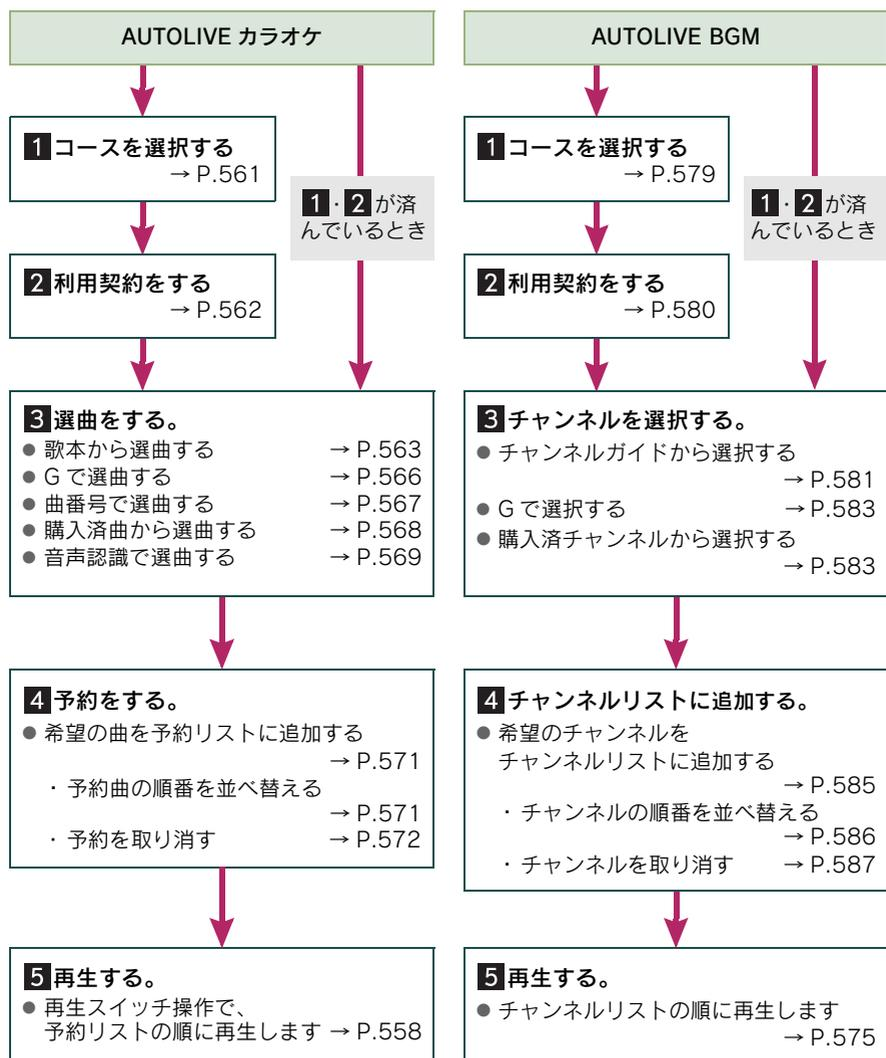 AUTOLIVE カラオケ
1 コースを選択する
→ P.561
1・2 が済
んでいるとき
2 利用契約をする
→ P.562
3 選曲をする。
● 歌本から選曲する → P.563
● G で選曲する → P.566
● 曲番号で選曲する → P.567
● 購入済曲から選曲する → P.568
● 音声認識で選曲する → P.569
4 予約をする。
● 希望の曲を予約リストに追加する
→ P.571
・ 予約曲の順番を並べ替える
→ P.571
・ 予約を取り消す → P.572
5 再生する。
● 再生スイッチ操作で、
予約リストの順に再生します → P.558
AUTOLIVE BGM
1 コースを選択する
→ P.579
1・2 が済
んでいるとき
2 利用契約をする
→ P.580
3 チャンネルを選択する。
● チャンネルガイドから選択する
→ P.581
● G で選択する → P.583
● 購入済チャンネルから選択する
→ P.583
4 チャンネルリストに追加する。
● 希望のチャンネルを
チャンネルリストに追加する
→ P.585
・ チャンネルの順番を並べ替える
→ P.586
・ チャンネルを取り消す → P.587
5 再生する。
● チャンネルリストの順に再生します
→ P.575